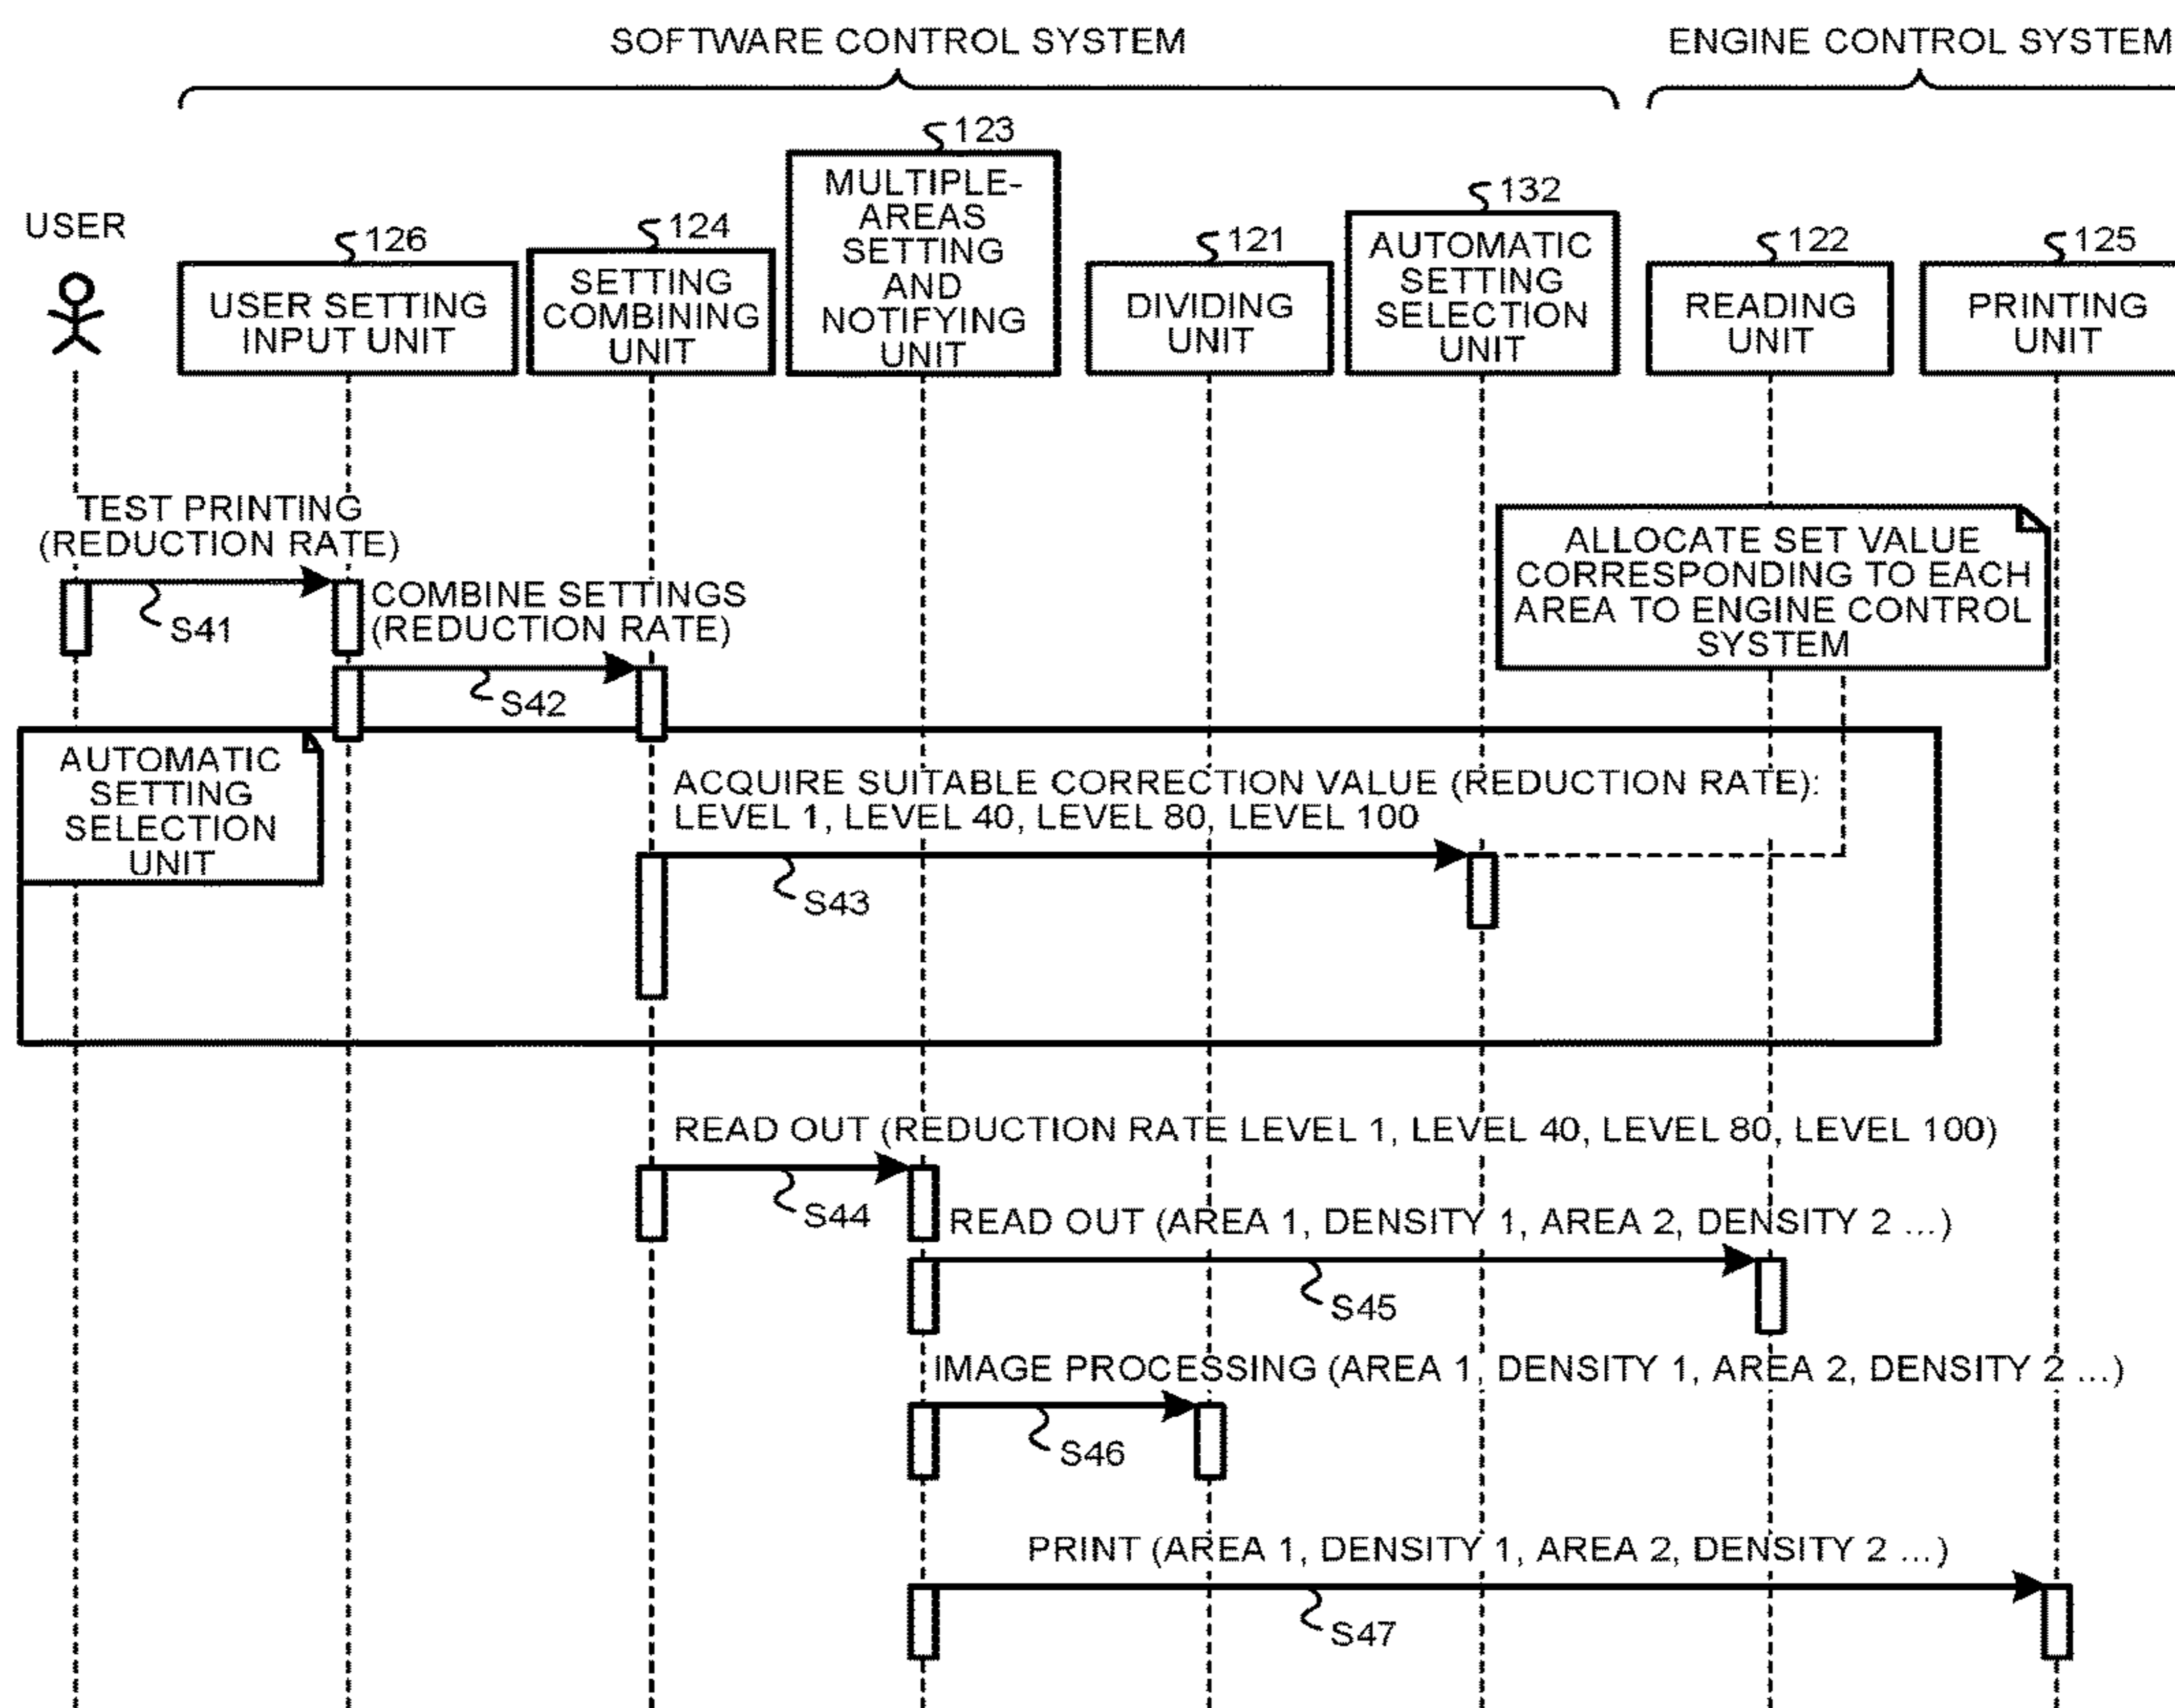 SOFTWARE CONTROL SYSTEM
ENGINE CONTROL SYSTEM
USER
126
USER SETTING
INPUT UNIT
124
SETTING
COMBINING
UNIT
123
MULTIPLE-
AREAS
SETTING
AND
NOTIFYING
UNIT
121
DIVIDING
UNIT
132
AUTOMATIC
SETTING
SELECTION
UNIT
122
READING
UNIT
125
PRINTING
UNIT
TEST PRINTING
(REDUCTION RATE)
S41
COMBINE SETTINGS
(REDUCTION RATE)
S42
ALLOCATE SET VALUE
CORRESPONDING TO EACH
AREA TO ENGINE CONTROL
SYSTEM
AUTOMATIC
SETTING
SELECTION
UNIT
ACQUIRE SUITABLE CORRECTION VALUE (REDUCTION RATE):
LEVEL 1, LEVEL 40, LEVEL 80, LEVEL 100
S43
READ OUT (REDUCTION RATE LEVEL 1, LEVEL 40, LEVEL 80, LEVEL 100)
S44
READ OUT (AREA 1, DENSITY 1, AREA 2, DENSITY 2 ...)
S45
IMAGE PROCESSING (AREA 1, DENSITY 1, AREA 2, DENSITY 2 ...)
S46
PRINT (AREA 1, DENSITY 1, AREA 2, DENSITY 2 ...)
S47